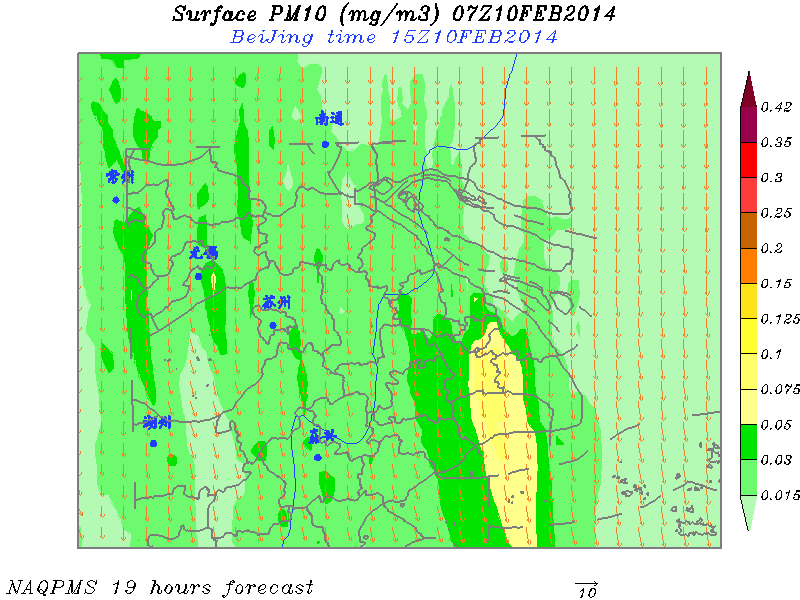 Surface PM10 (mg/m3) 07Z10FEB2014
BeiJing time 15Z10FEB2014
南通
常州
无锡
苏州
湖州
嘉兴
0.42
0.35
0.3
0.25
0.2
0.15
0.125
0.1
0.075
0.05
0.03
0.015
NAQPMS 19 hours forecast
10